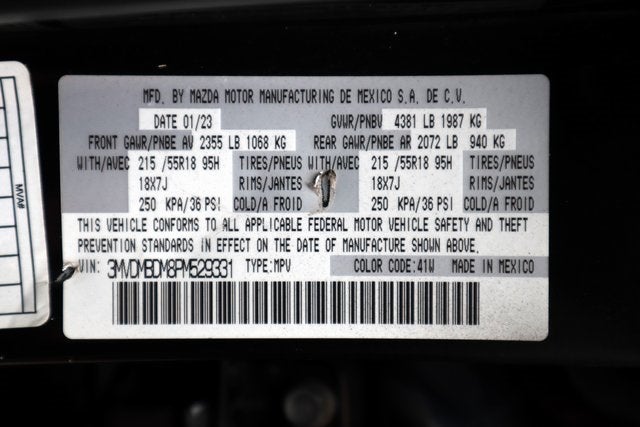 MFD. BY MAZDA MOTOR MANUFACTURING DE MEXICO S.A. DE C.V.
DATE 01/23 GVWR/PNBV 4381 LB 1987 KG
FRONT GAWR/PNBE AV 2355 LB 1068 KG REAR GAWR/PNBE AR 2072 LB 940 KG
WITH/AVEC 215 /55R18 95H TIRES/PNEUS WITH/AVEC 215 /55R18 95H TIRES/PNEUS
18X7J RIMS/JANTES 18X7J RIMS/JANTES
250 KPA/36 PSI COLD/A FROID 250 KPA/36 PSI COLD/A FROID
THIS VEHICLE CONFORMS TO ALL APPLICABLE FEDERAL MOTOR VEHICLE SAFETY AND THEFT
PREVENTION STANDARDS IN EFFECT ON THE DATE OF MANUFACTURE SHOWN ABOVE.
VIN: 3MVDMBDM8PM529331 TYPE:MPV COLOR CODE:41W MADE IN MEXICO
MVA#